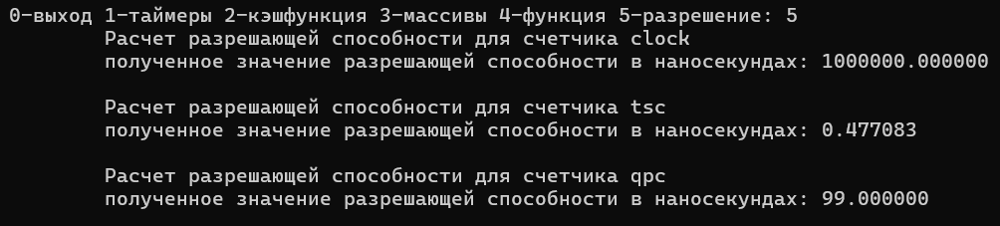 0-выход 1-таймеры 2-кэшфункция 3-массивы 4-функция 5-разрешение: 5
Расчет разрешающей способности для счетчика clock
полученное значение разрешающей способности в наносекундах: 1000000.000000
Расчет разрешающей способности для счетчика tsc
полученное значение разрешающей способности в наносекундах: 0.477083
Расчет разрешающей способности для счетчика qpc
полученное значение разрешающей способности в наносекундах: 99.000000